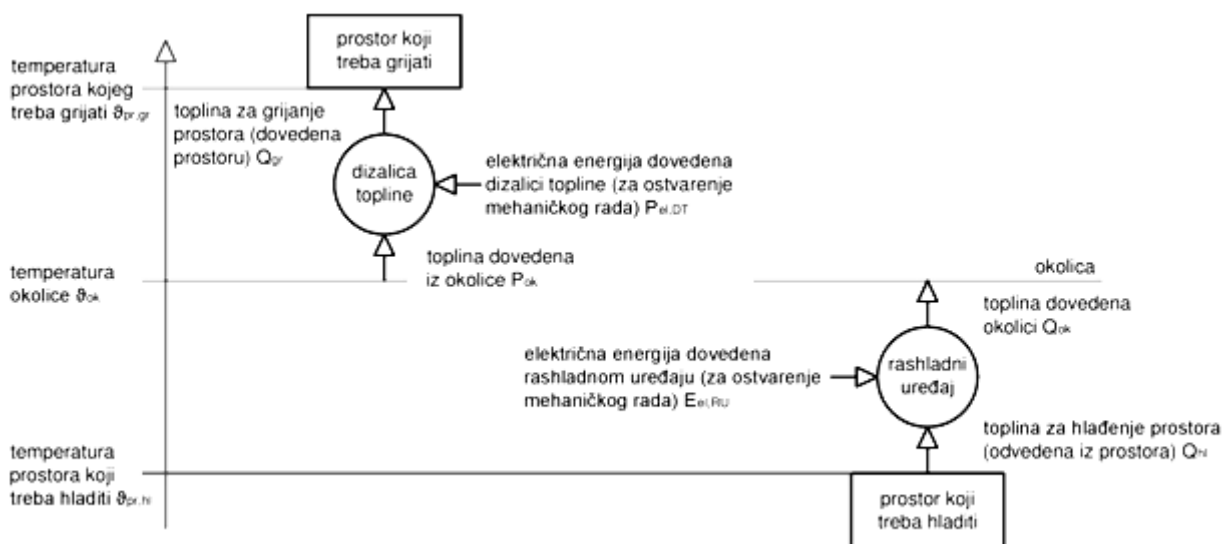 prostor koji
treba grijati
temperatura
prostora kojeg
treba grijati ϑpr,gr
toplina za grijanje
prostora (dovedena
prostoru) Qgr
dizalica
topline
električna energija dovedena
dizalici topline (za ostvarenje
mehaničkog rada) Pel,DT
toplina dovedena
iz okolice Pok
temperatura
okolice ϑok
okolica
toplina dovedena
okolici Qok
električna energija dovedena
rashladnom uređaju (za ostvarenje
mehaničkog rada) Eel,RU
rashladni
uređaj
toplina za hlađenje prostora
(odvedena iz prostora) Qhl
temperatura
prostora koji
treba hladiti ϑpr,hl
prostor koji
treba hladiti